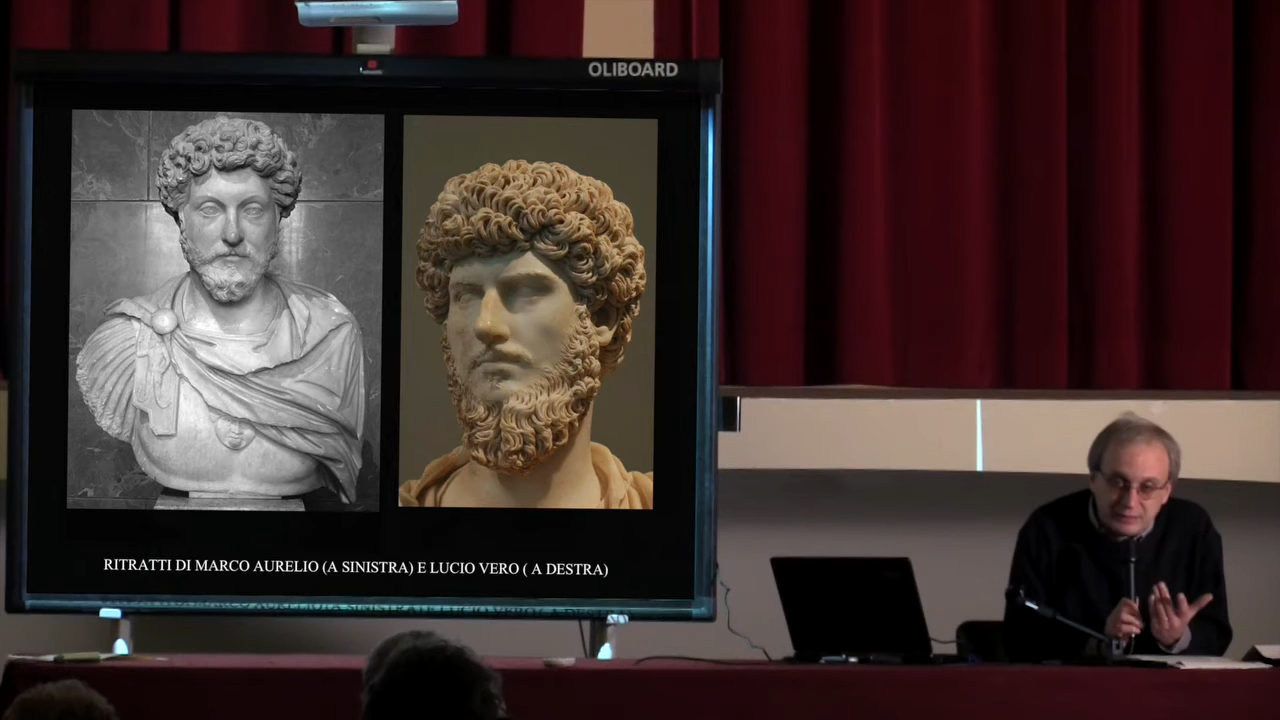 OLIBOARD
RITRATTI DI MARCO AURELIO (A SINISTRA) E LUCIO VERO ( A DESTRA)